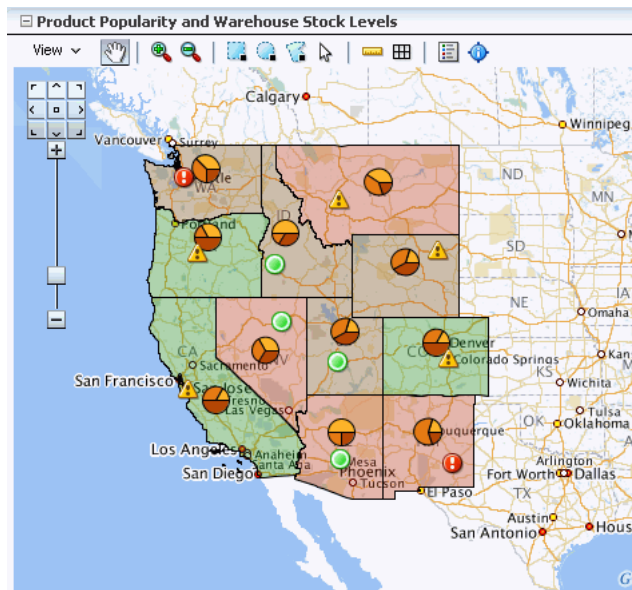 Product Popularity and Warehouse Stock Levels
View
Calgary
Winnipeg
Vancouver
Surrey
WA
ND
MN
ID
Portland
SD
IA
NE
Omaha
CA
Sacramento
NV
CO
Denver
Colorado Springs
Kan
KS
San Francisco
San Jose
Wichita
Fresno
Las Vegas
Tulsa
OK
Oklahoma
buquerque
Los Angeles
Anaheim
Santa Ana
Mesa
Phoenix
Arlington
San Diego
Tucson
Fort Worth
Dallas
El Paso
TX
Austin
San Antonio
Hous
G